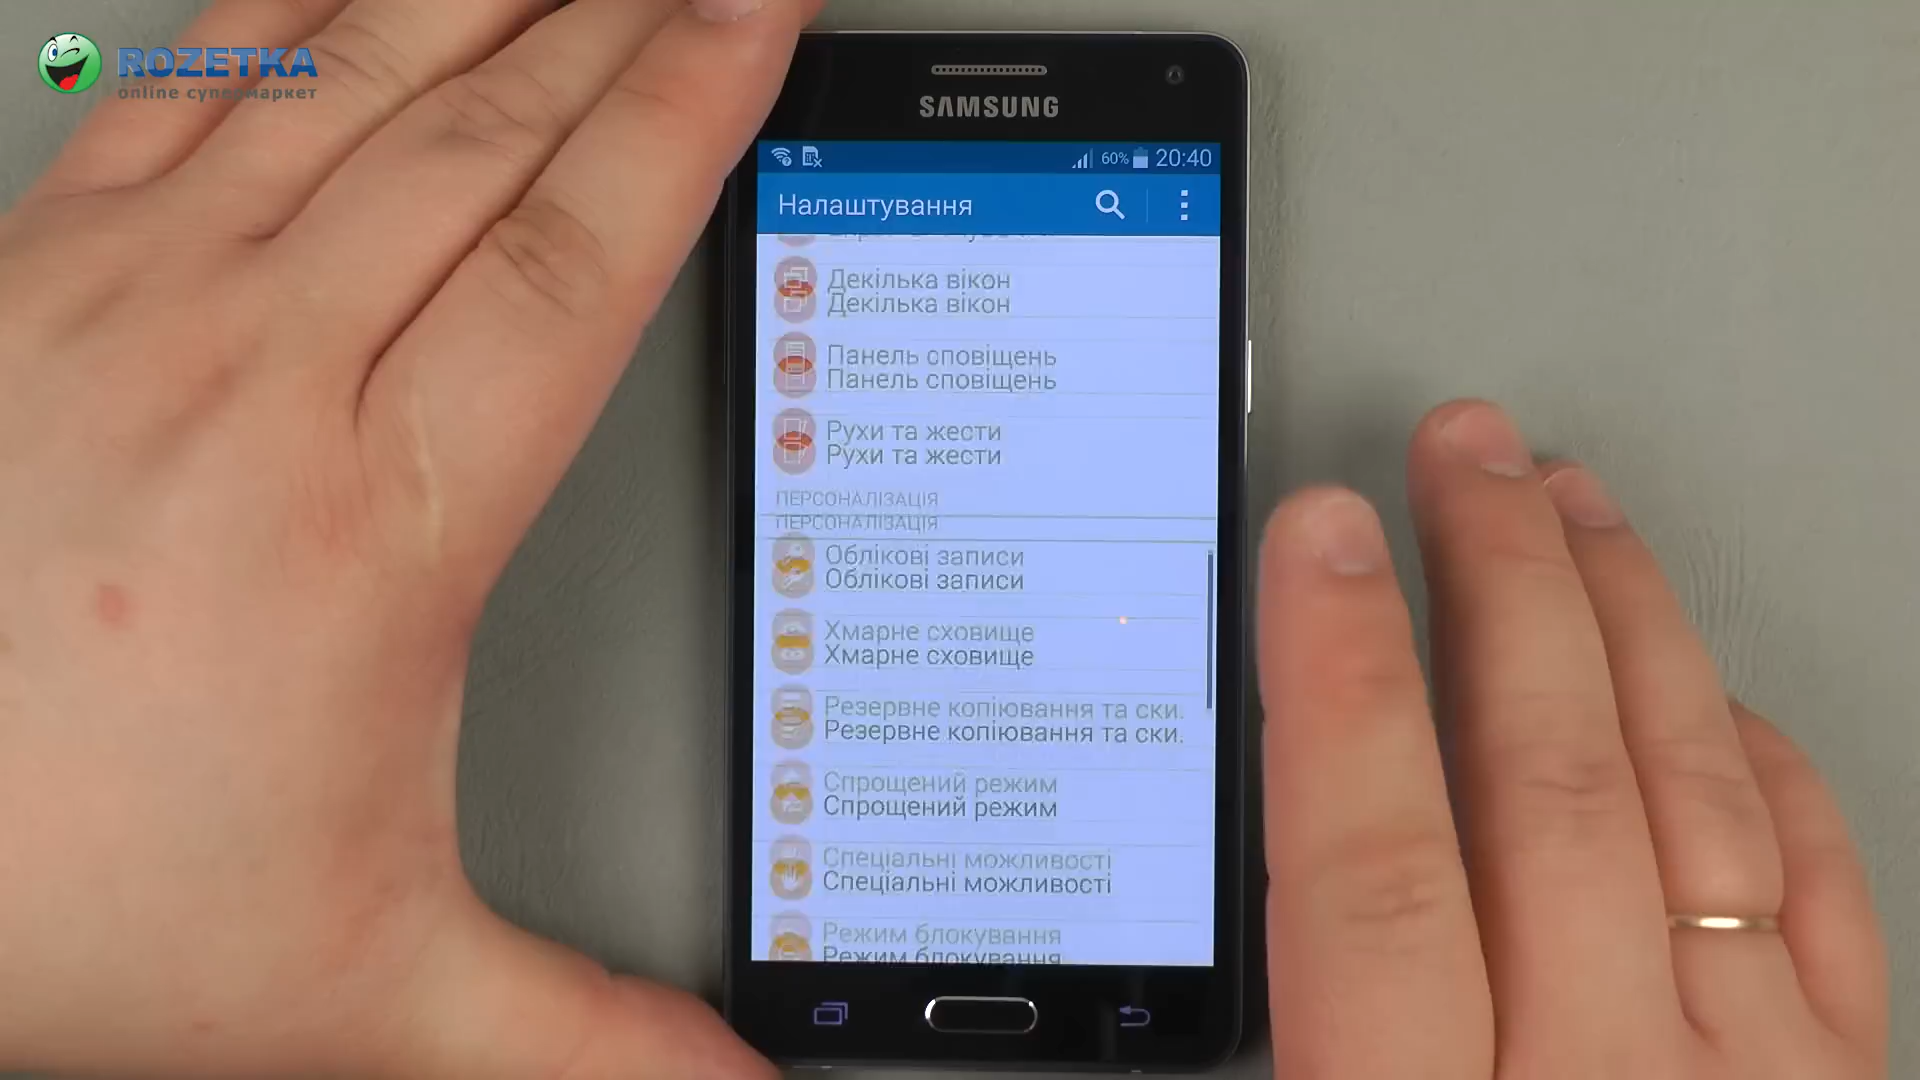 ROZETKA
online супермаркет
SAMSUNG
60% 20:40
Налаштування
Декілька вікон
Декілька вікон
Панель сповіщень
Панель сповіщень
Рухи та жести
Рухи та жести
ПЕРСОНАЛІЗАЦІЯ
ПЕРСОНАЛІЗАЦІЯ
Облікові записи
Облікові записи
Хмарне сховище
Хмарне сховище
Резервне копіювання та ски.
Резервне копіювання та ски.
Спрощений режим
Спрощений режим
Спеціальні можливості
Спеціальні можливості
Режим блокування
Режим блокування